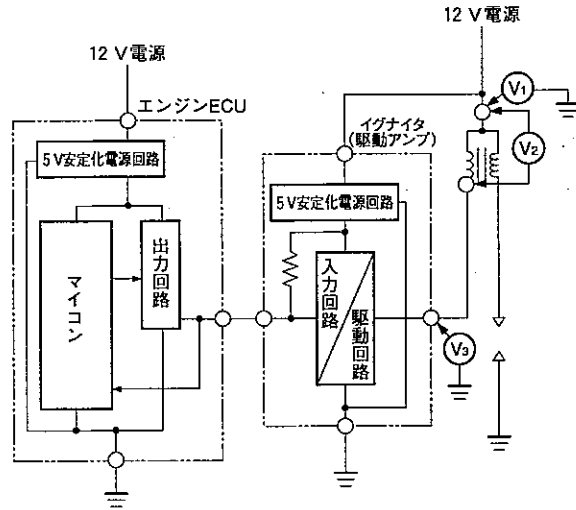 12 V電源
12 V電源
エンジンECU
5V安定化電源回路
マイコン
出力回路
イグナイタ
(駆動アンプ)
5V安定化電源回路
入力回路
駆動回路
V1
V2
V3